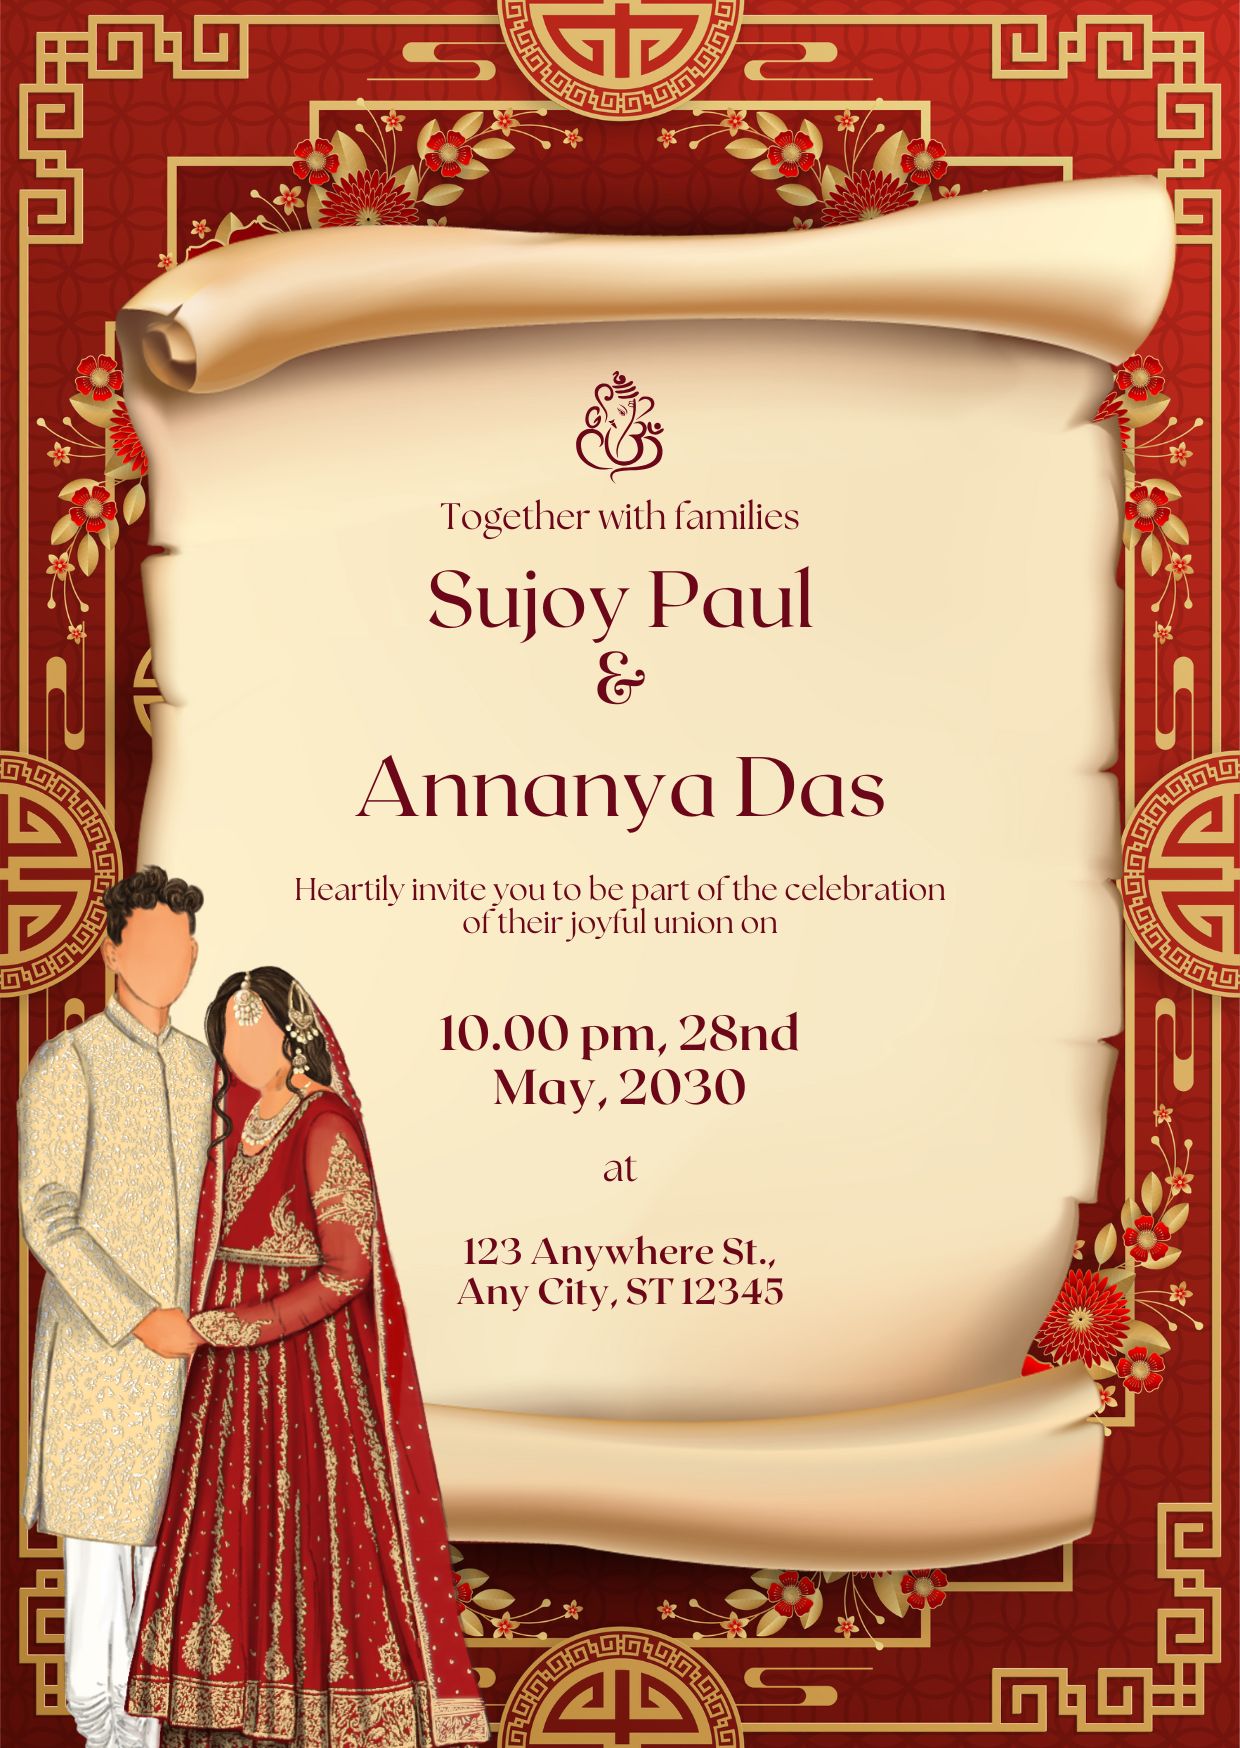 Together with families
Sujoy Paul
&
Annanya Das
Heartily invite you to be part of the celebration
of their joyful union on
10.00 pm, 28nd
May, 2030
at
123 Anywhere St.,
Any City, ST 12345